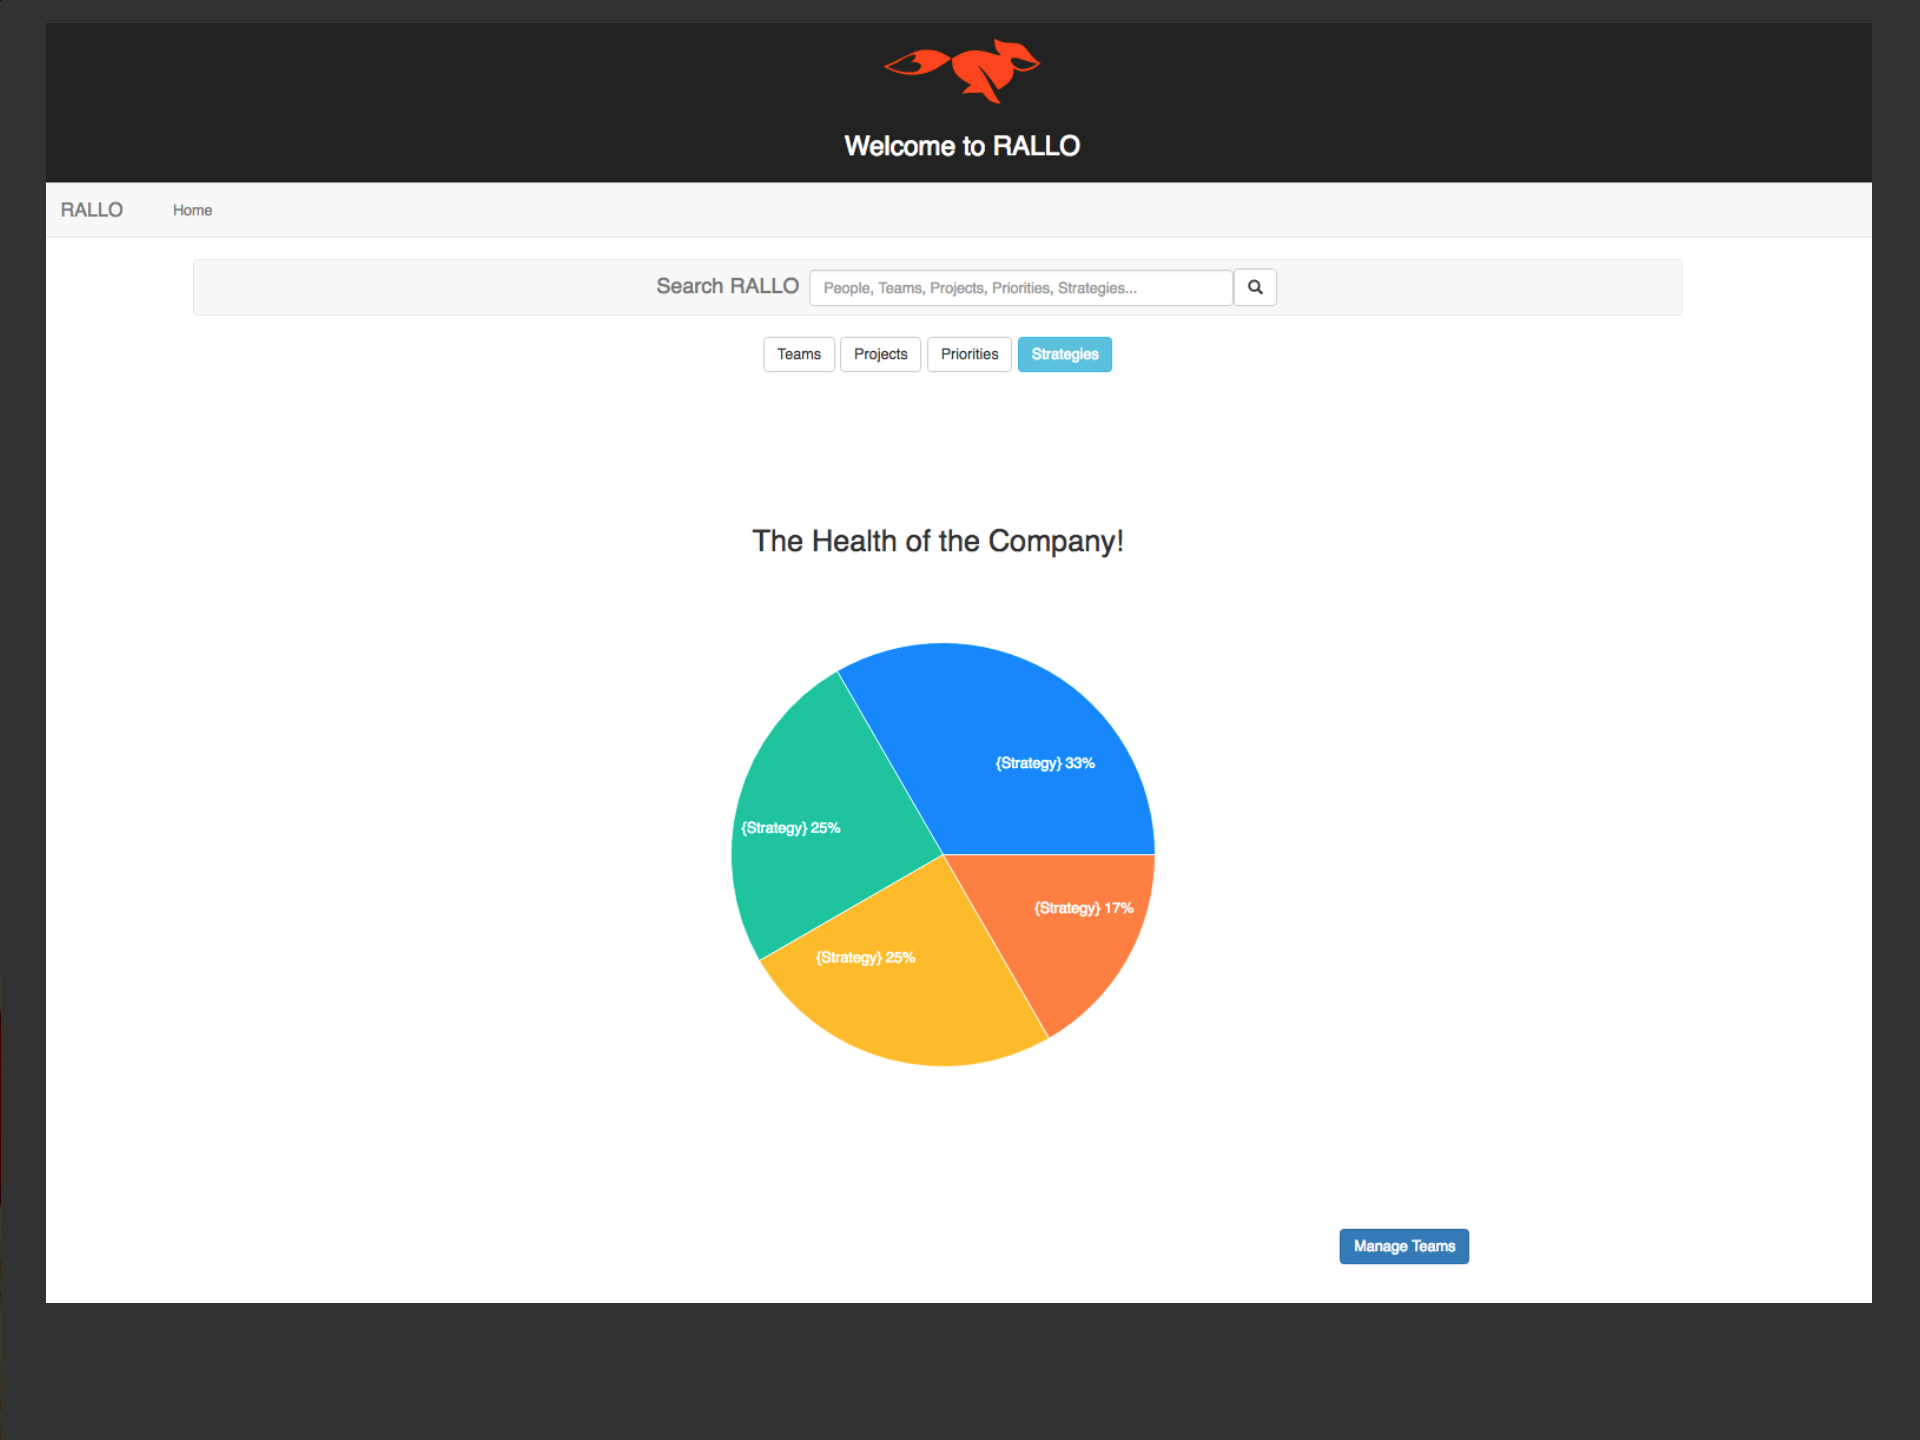 Welcome to RALLO
RALLO Home
Search RALLO People, Teams, Projects, Priorities, Strategies...
Teams Projects Priorities Strategies
The Health of the Company!
{Strategy} 33%
{Strategy} 25%
{Strategy} 17%
{Strategy} 25%
Manage Teams